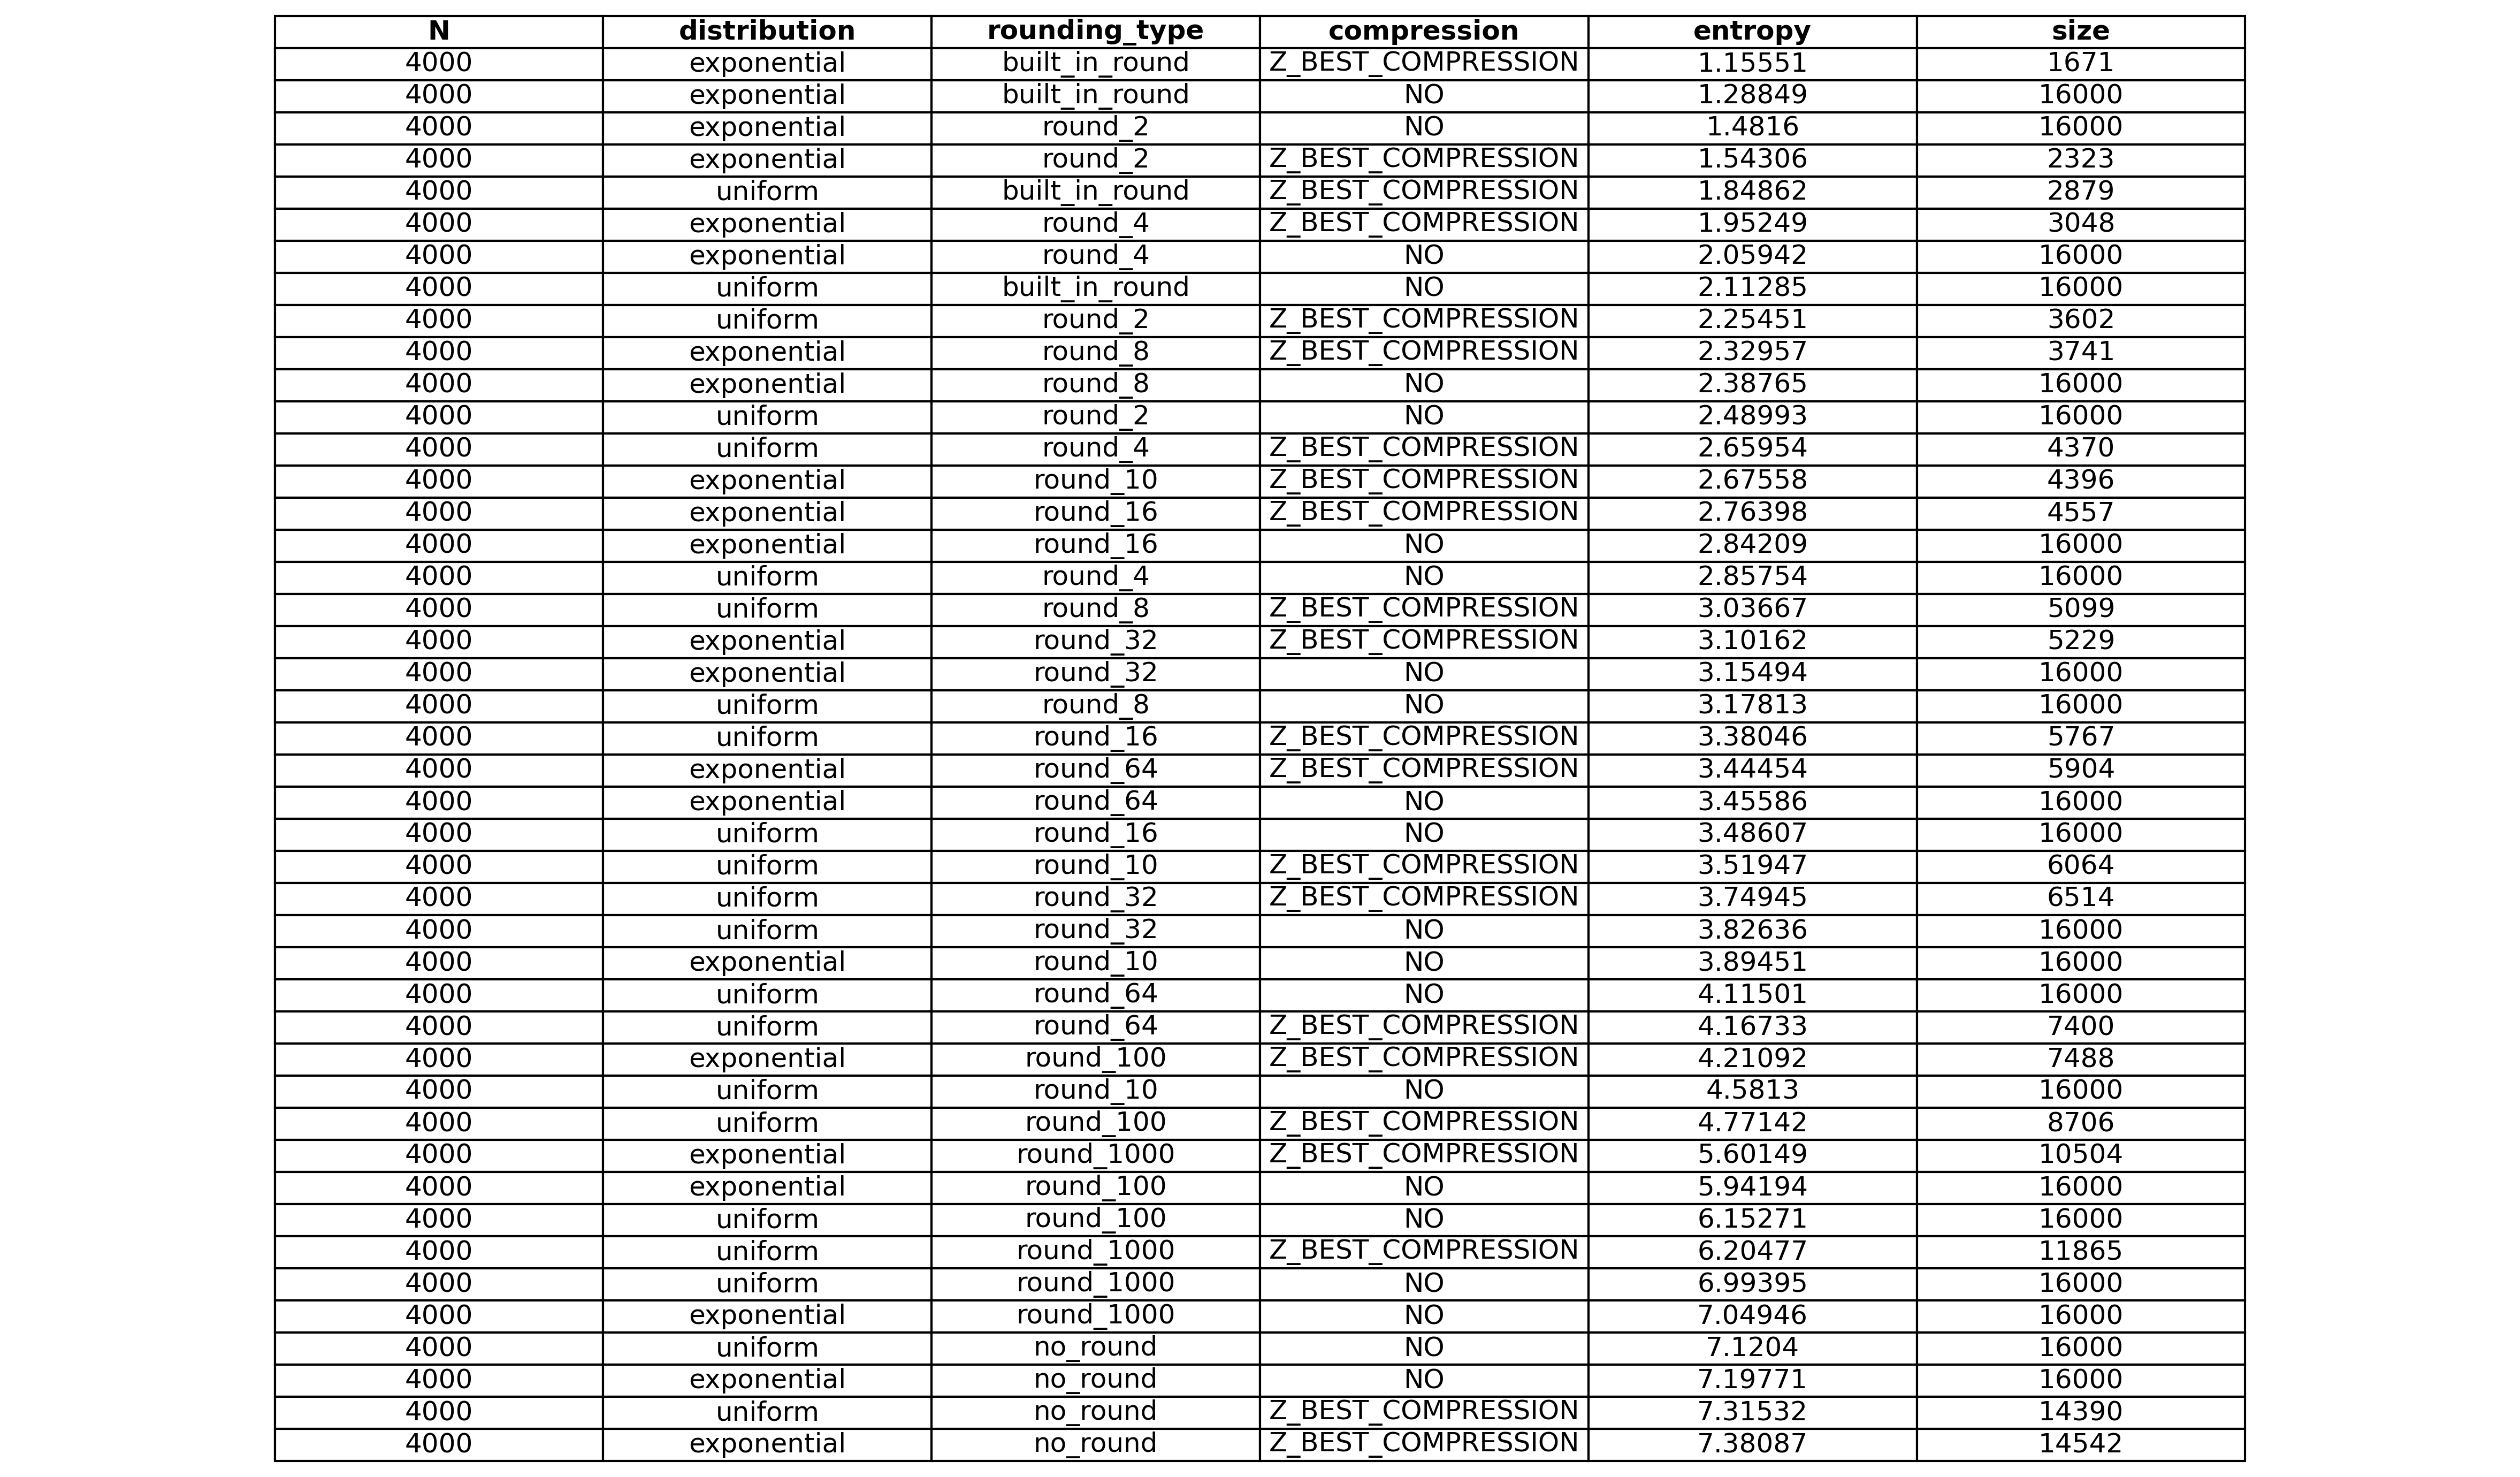 N distribution rounding_type compression entropy size
4000 exponential built_in_round Z_BEST_COMPRESSION 1.15551 1671
4000 exponential built_in_round NO 1.28849 16000
4000 exponential round_2 NO 1.4816 16000
4000 exponential round_2 Z_BEST_COMPRESSION 1.54306 2323
4000 uniform built_in_round Z_BEST_COMPRESSION 1.84862 2879
4000 exponential round_4 Z_BEST_COMPRESSION 1.95249 3048
4000 exponential round_4 NO 2.05942 16000
4000 uniform built_in_round NO 2.11285 16000
4000 uniform round_2 Z_BEST_COMPRESSION 2.25451 3602
4000 exponential round_8 Z_BEST_COMPRESSION 2.32957 3741
4000 exponential round_8 NO 2.38765 16000
4000 uniform round_2 NO 2.48993 16000
4000 uniform round_4 Z_BEST_COMPRESSION 2.65954 4370
4000 exponential round_10 Z_BEST_COMPRESSION 2.67558 4396
4000 exponential round_16 Z_BEST_COMPRESSION 2.76398 4557
4000 exponential round_16 NO 2.84209 16000
4000 uniform round_4 NO 2.85754 16000
4000 uniform round_8 Z_BEST_COMPRESSION 3.03667 5099
4000 exponential round_32 Z_BEST_COMPRESSION 3.10162 5229
4000 exponential round_32 NO 3.15494 16000
4000 uniform round_8 NO 3.17813 16000
4000 uniform round_16 Z_BEST_COMPRESSION 3.38046 5767
4000 exponential round_64 Z_BEST_COMPRESSION 3.44454 5904
4000 exponential round_64 NO 3.45586 16000
4000 uniform round_16 NO 3.48607 16000
4000 uniform round_10 Z_BEST_COMPRESSION 3.51947 6064
4000 uniform round_32 Z_BEST_COMPRESSION 3.74945 6514
4000 uniform round_32 NO 3.82636 16000
4000 exponential round_10 NO 3.89451 16000
4000 uniform round_64 NO 4.11501 16000
4000 uniform round_64 Z_BEST_COMPRESSION 4.16733 7400
4000 exponential round_100 Z_BEST_COMPRESSION 4.21092 7488
4000 uniform round_10 NO 4.5813 16000
4000 uniform round_100 Z_BEST_COMPRESSION 4.77142 8706
4000 exponential round_1000 Z_BEST_COMPRESSION 5.60149 10504
4000 exponential round_100 NO 5.94194 16000
4000 uniform round_100 NO 6.15271 16000
4000 uniform round_1000 Z_BEST_COMPRESSION 6.20477 11865
4000 uniform round_1000 NO 6.99395 16000
4000 exponential round_1000 NO 7.04946 16000
4000 uniform no_round NO 7.1204 16000
4000 exponential no_round NO 7.19771 16000
4000 uniform no_round Z_BEST_COMPRESSION 7.31532 14390
4000 exponential no_round Z_BEST_COMPRESSION 7.38087 14542